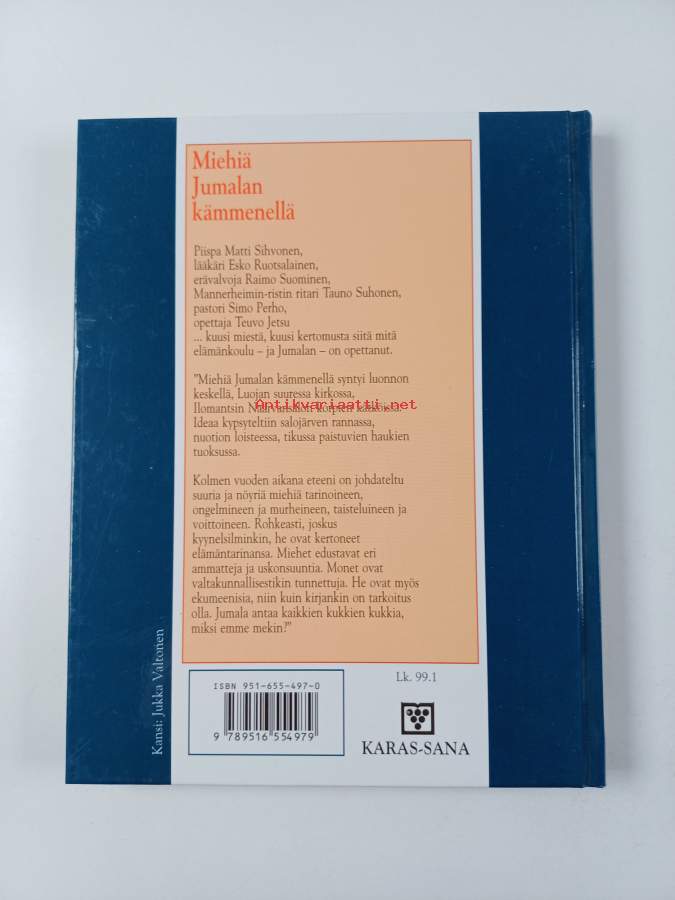 Miehiä
Jumalan
kämmenellä
Piispa Matti Sihvonen,
lääkäri Esko Ruotsalainen,
erävalvoja Raimo Suominen,
Mannerheimin-ristin ritari Tauno Suhonen,
pastori Simo Perho,
opettaja Teuvo Jetsu
... kuusi miestä, kuusi kertomusta siitä mitä
elämänkoulu – ja Jumalan – on opettanut.
"Miehiä Jumalan kämmenellä syntyi luonnon
keskellä, Luojan suuressa kirkossa,
Antikvariaatti.net
Ilomantsin korpien
Ideaa kypsyteltiin salojärven rannassa,
nuotion loisteessa, tikussa paistuvien haukien
tuoksussa.
Kolmen vuoden aikana eteeni on johdateltu
suuria ja nöyriä miehiä tarinoineen,
ongelmineen ja murheineen, taisteluineen ja
voittoineen. Rohkeasti, joskus
kyynelsilminkin, he ovat kertoneet
elämäntarinansa. Miehet edustavat eri
ammatteja ja uskonsuuntia. Monet ovat
valtakunnallisestikin tunnettuja. He ovat myös
ekumeenisia, niin kuin kirjankin on tarkoitus
olla. Jumala antaa kaikkien kukkien kukkia,
miksi emme mekin?"
Kansi: Jukka Valtonen
ISBN 951-655-497-0
9 789516 554979
Lk. 99.1
KARAS-SANA